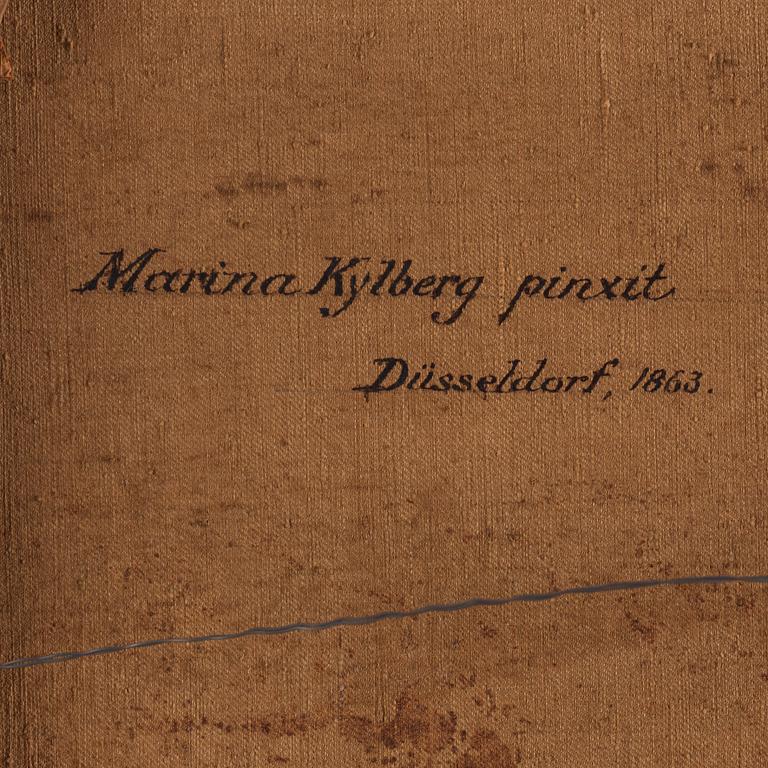 Marina Kylberg pinxit
Düsseldorf, 1863.